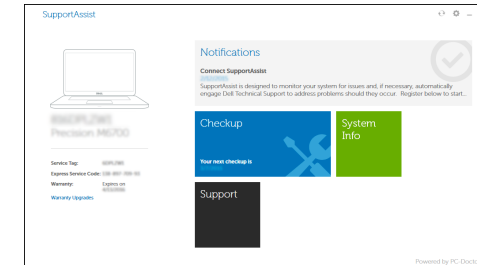 SupportAssist
Notifications
Connect SupportAssist
SupportAssist is designed to monitor your system for issues and, if necessary, automatically
engage Dell Technical Support to address problems should they occur. Register below to start...
Precision M6700
Checkup
Your next checkup is
System
Info
Service Tag:
Express Service Code:
Warranty: Expires on
Warranty Upgrades
Support
Powered by PC-Docto